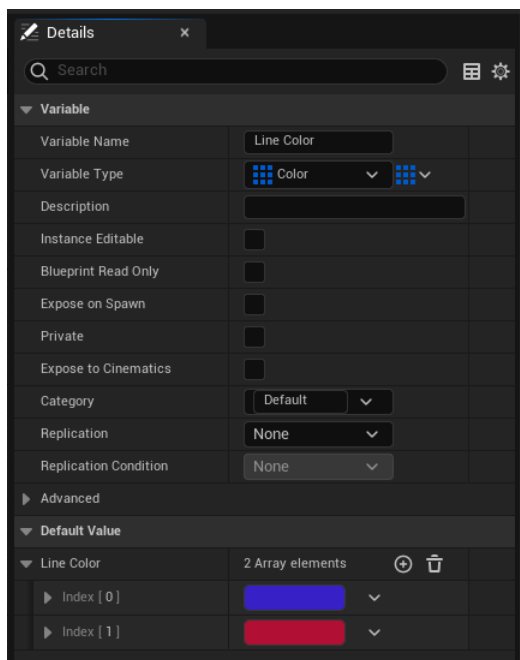 Details
Search
Variable
Variable Name Line Color
Variable Type Color
Description
Instance Editable
Blueprint Read Only
Expose on Spawn
Private
Expose to Cinematics
Category Default
Replication None
Replication Condition None
Advanced
Default Value
Line Color 2 Array elements
Index [ 0 ]
Index [ 1 ]